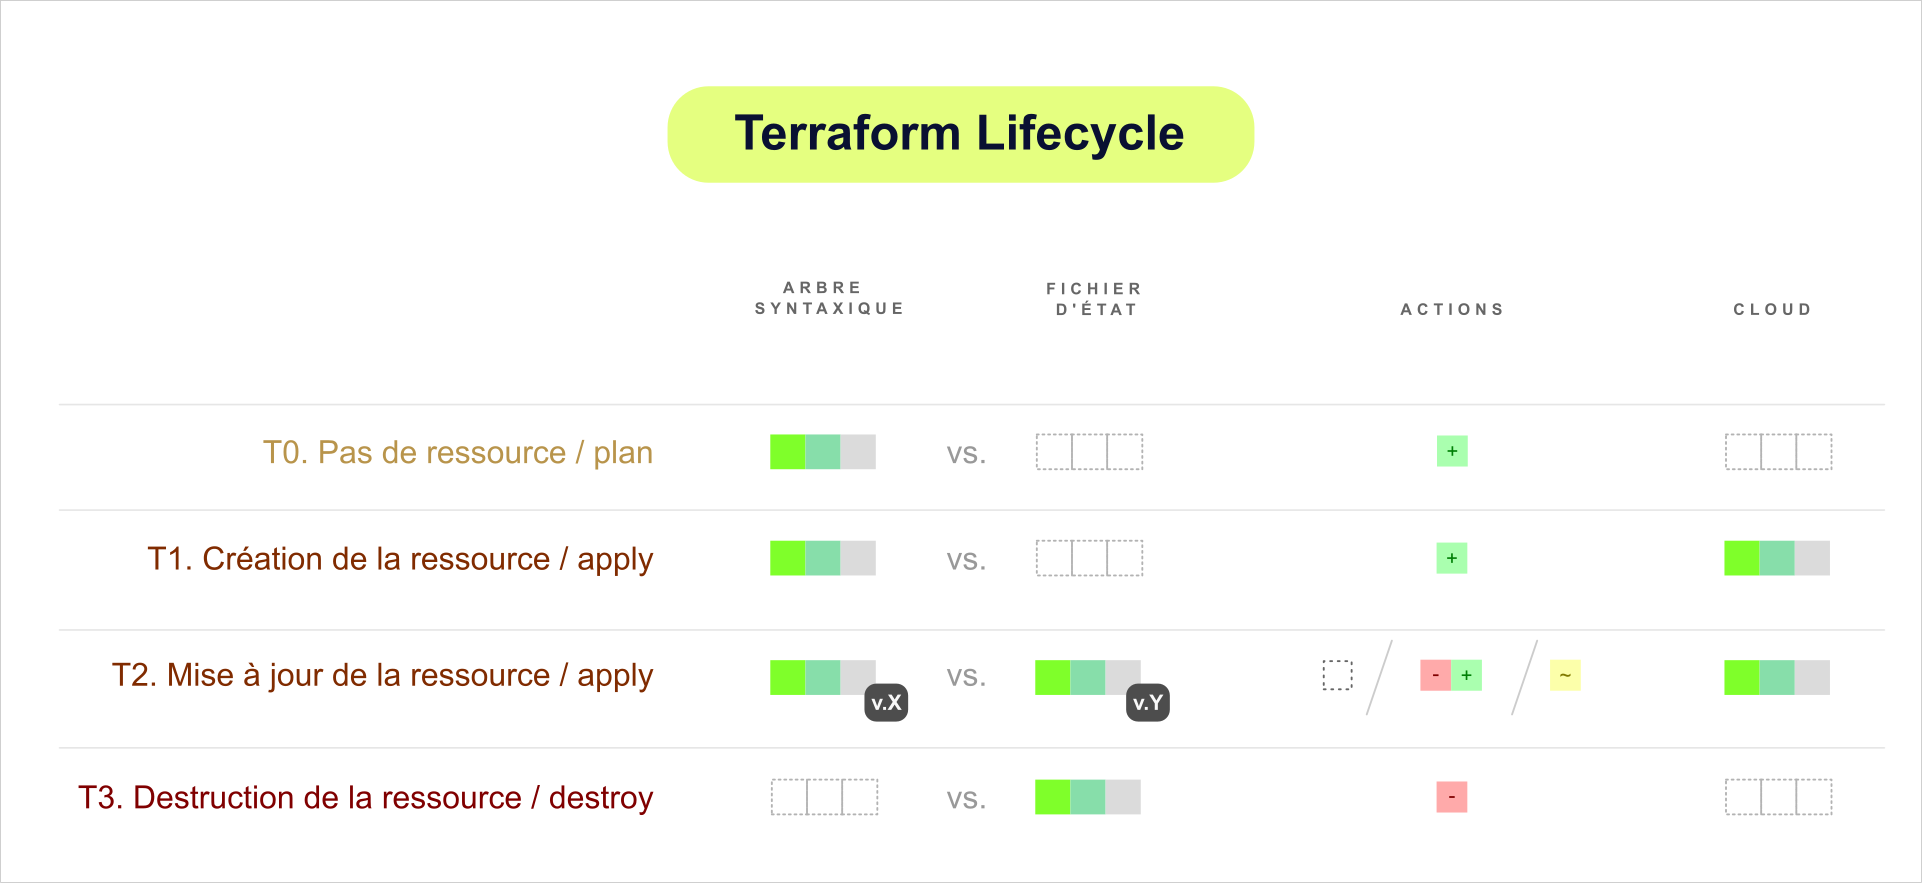 Terraform Lifecycle
ARBRE
SYNTAXIQUE
FICHIER
D'ÉTAT
ACTIONS
CLOUD
T0. Pas de ressource / plan
vs.
+
T1. Création de la ressource / apply
vs.
+
T2. Mise à jour de la ressource / apply
v.X
vs.
v.Y
/ - + / ~
T3. Destruction de la ressource / destroy
vs.
-